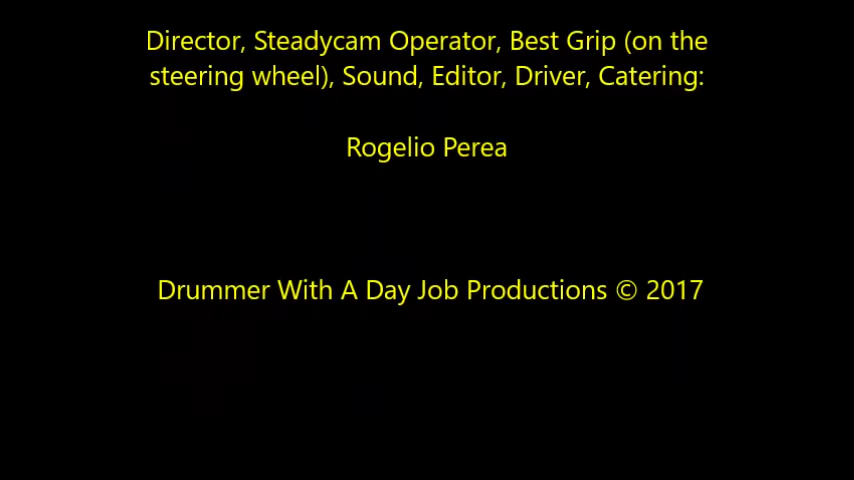 Director, Steadycam Operator, Best Grip (on the
steering wheel), Sound, Editor, Driver, Catering:
Rogelio Perea
Drummer With A Day Job Productions © 2017